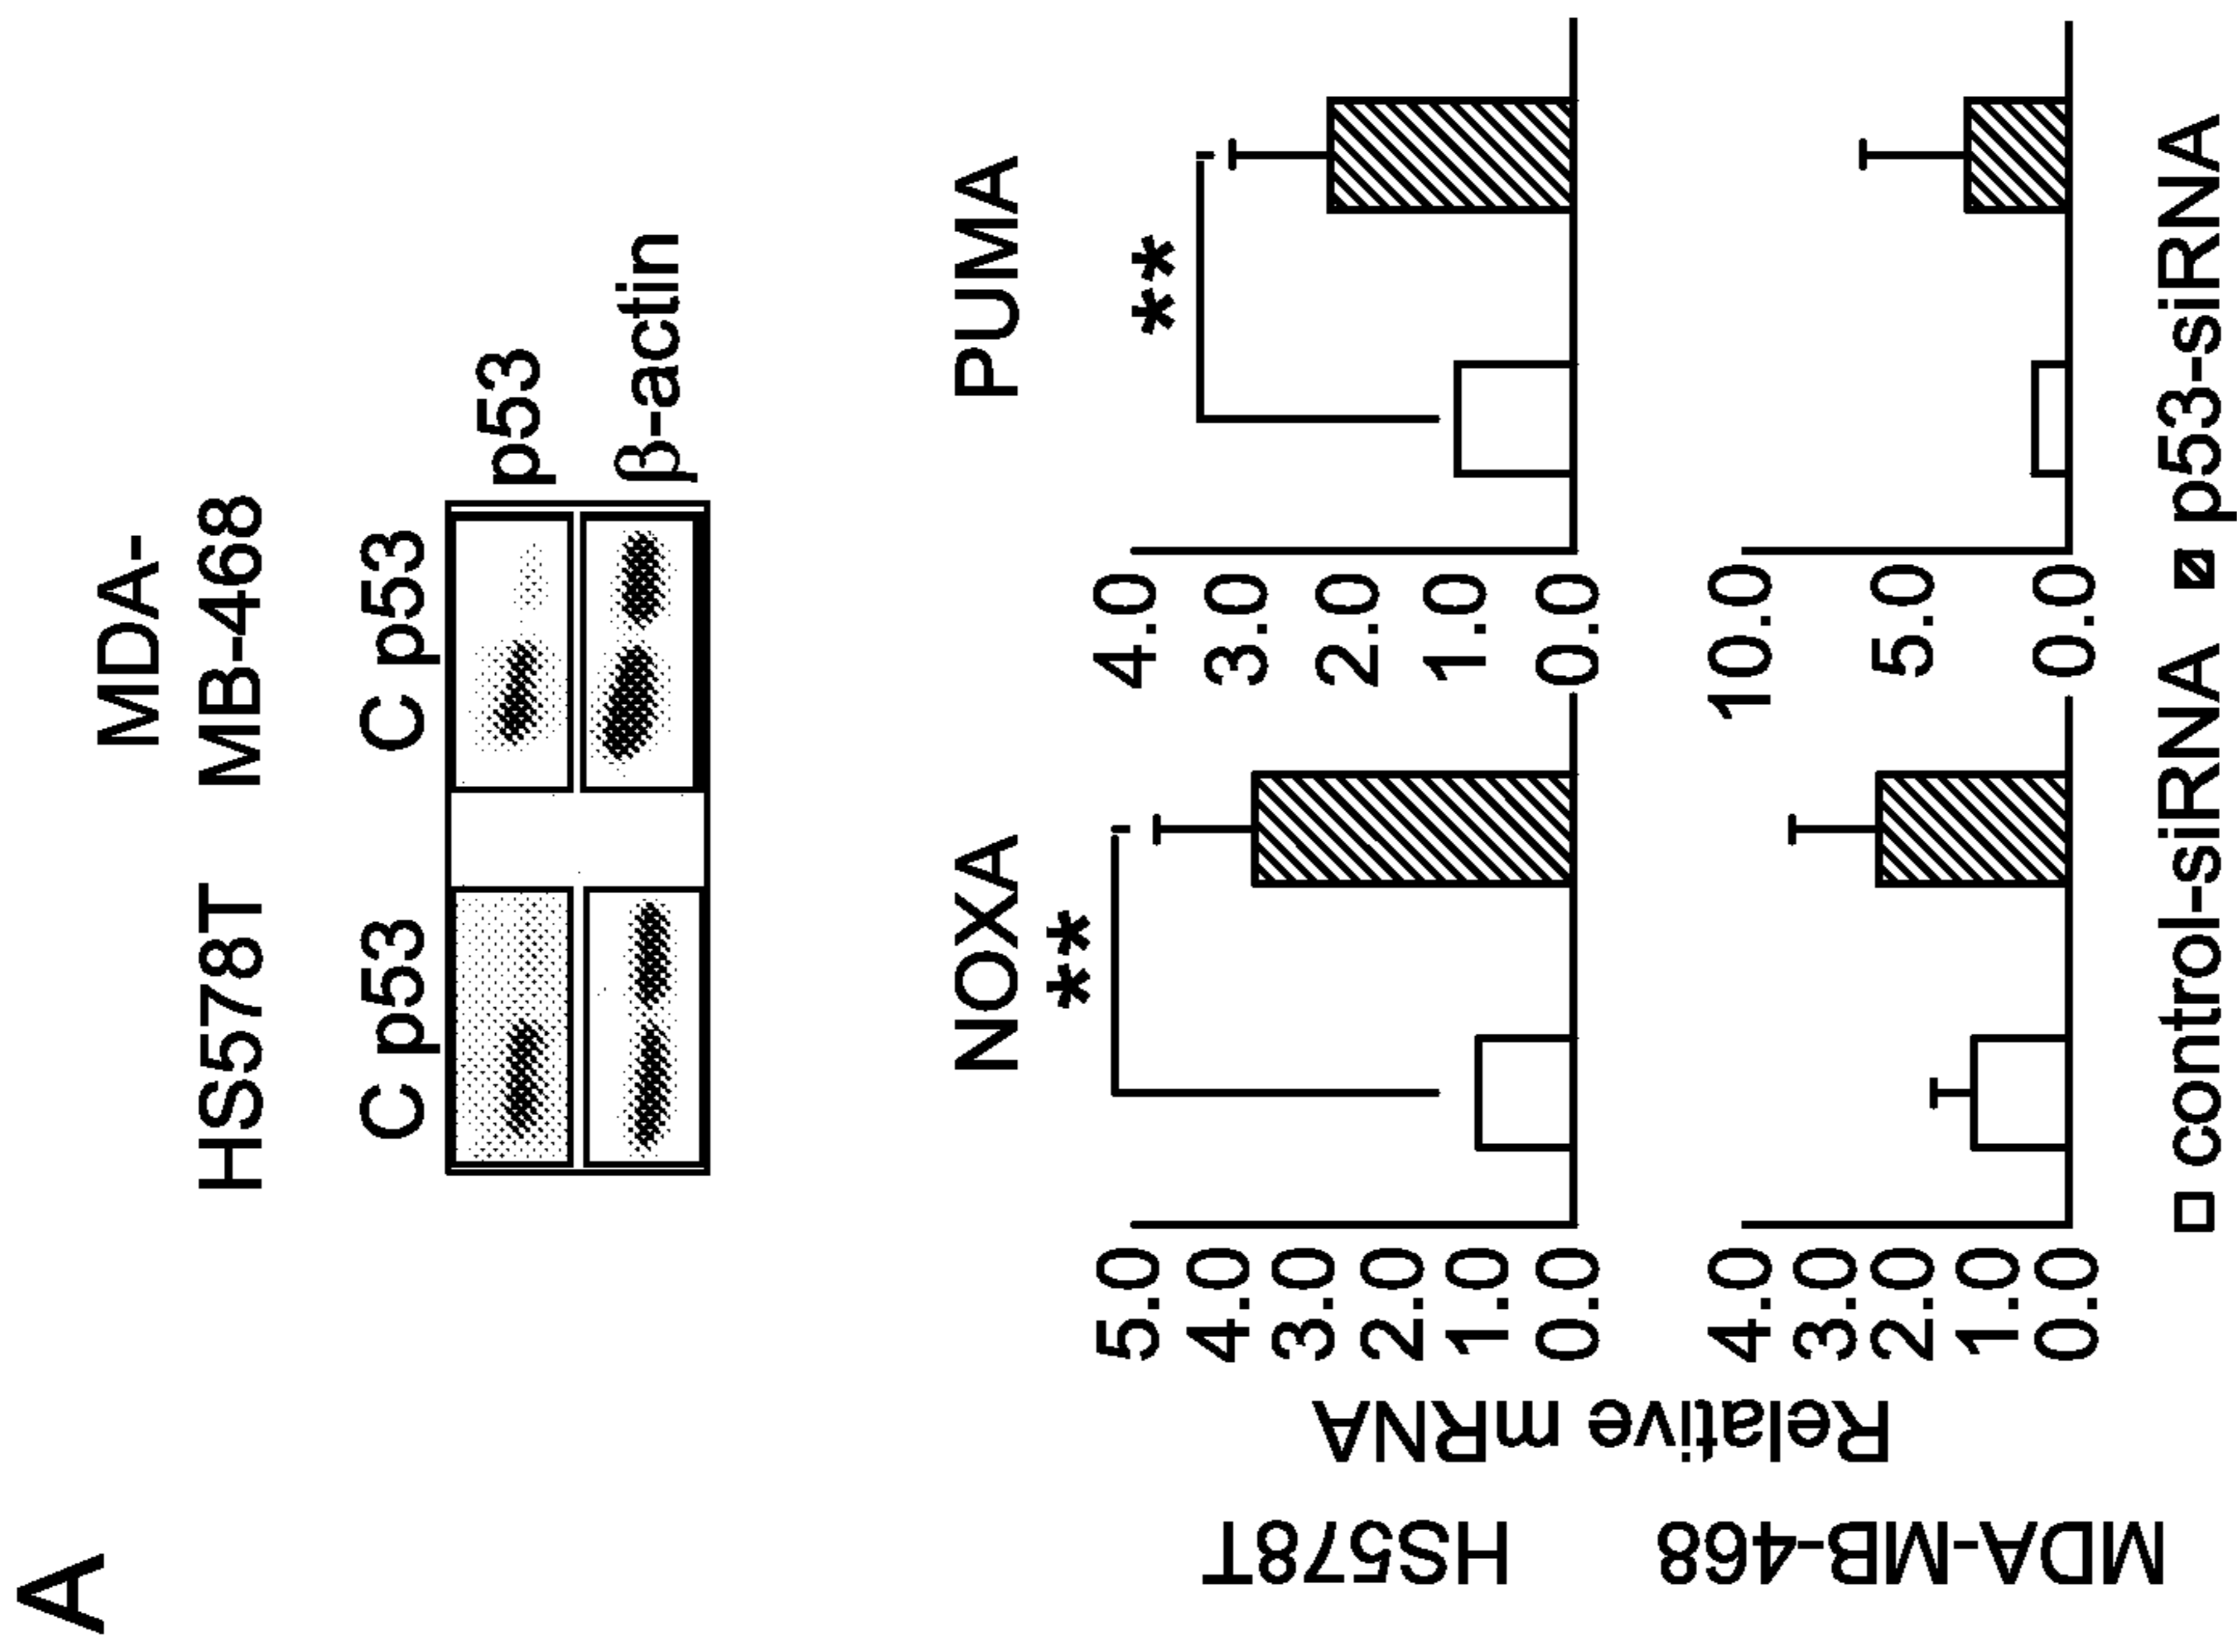 A
MDA-
HS578T MB-468
C p53 C p53
p53
β-actin
NOXA PUMA
** **
HS578T
MDA-MB-468
Relative mRNA
5.0
4.0
3.0
2.0
1.0
0.0
4.0
3.0
2.0
1.0
0.0
4.0
3.0
2.0
1.0
0.0
10.0
5.0
0.0
control-siRNA p53-siRNA